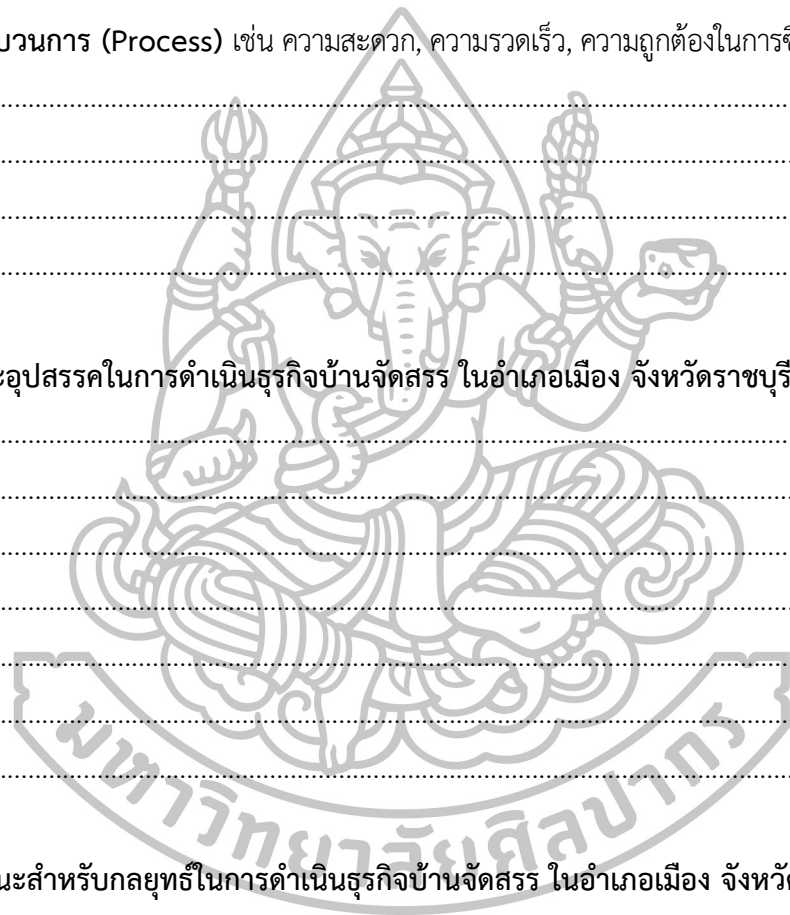 บวนการ (Process) เช่น ความสะดวก, ความรวดเร็ว, ความถูกต้องในการซื
ะอุปสรรคในการดำเนินธุรกิจบ้านจัดสรร ในอำเภอเมือง จังหวัดราชบุรี
มหาวิทยาลัยศิลปากร
นะสำหรับกลยุทธ์ในการดำเนินธุรกิจบ้านจัดสรร ในอำเภอเมือง จังหวัด